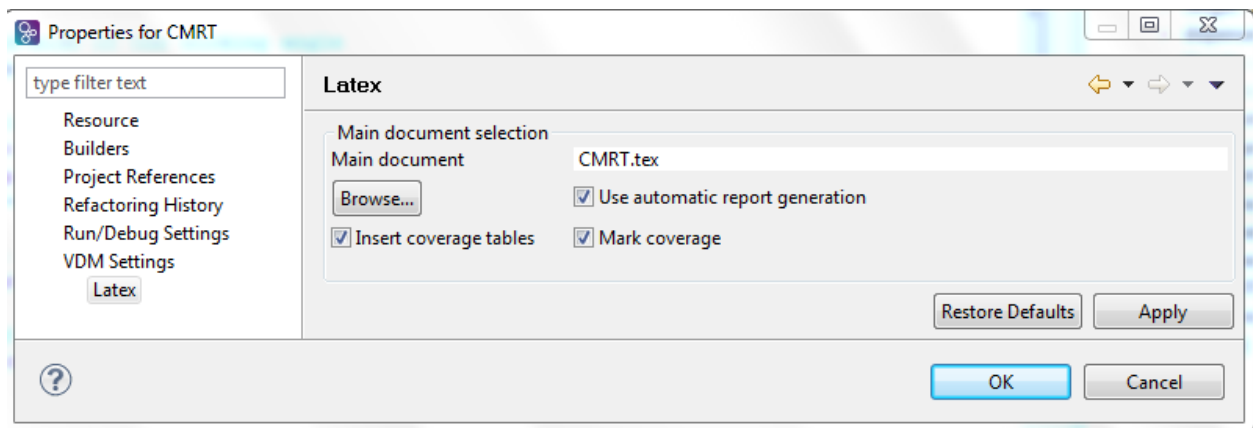 Properties for CMRT
type filter text
Resource
Builders
Project References
Refactoring History
Run/Debug Settings
VDM Settings
Latex
Latex
Main document selection
Main document CMRT.tex
Browse... Use automatic report generation
Insert coverage tables Mark coverage
Restore Defaults Apply
? OK Cancel